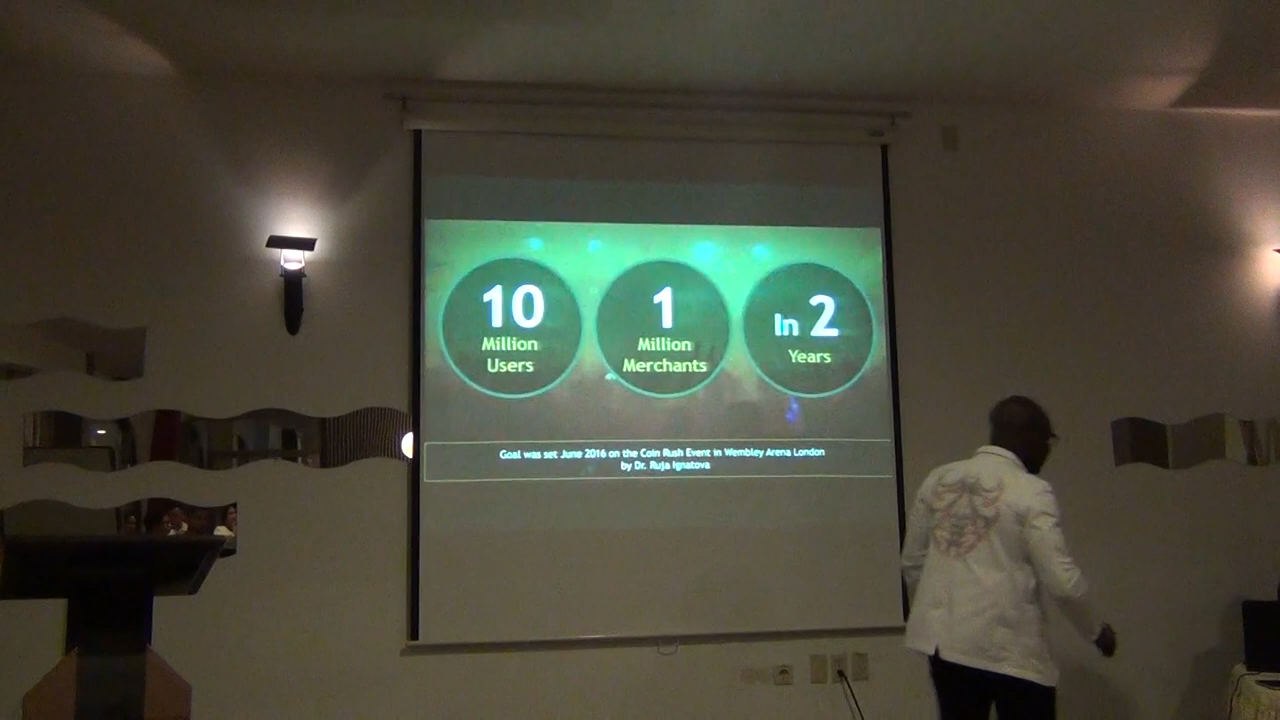 10
Million
Users
1
Million
Merchants
In 2
Years
Goal was set June 2016 on the Coin Rush Event in Wembley Arena London
by Dr. Ruja Ignatova